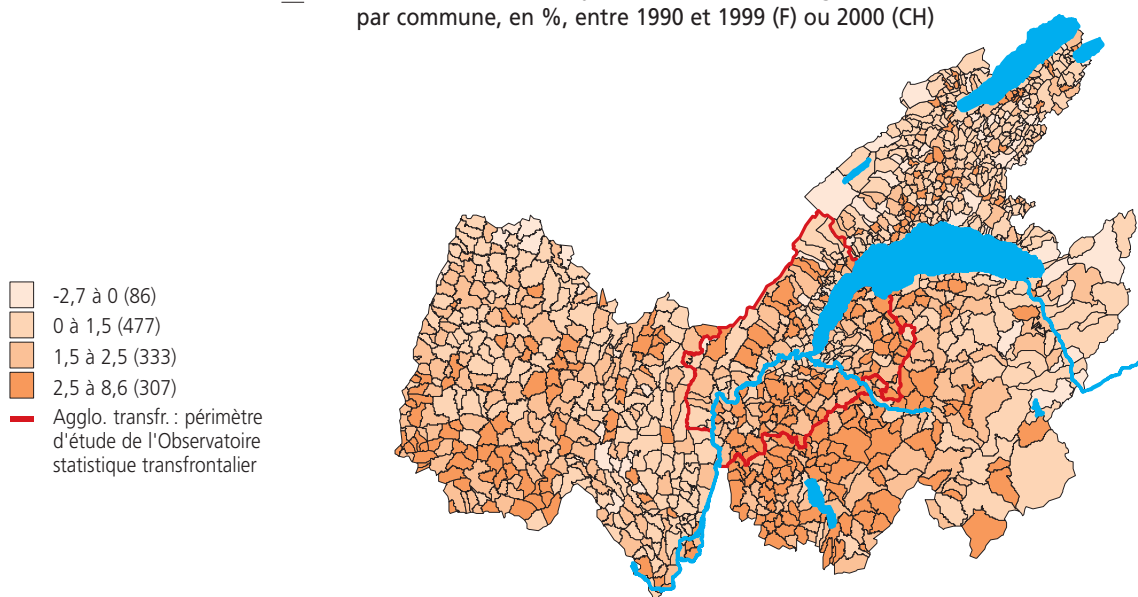 par commune, en %, entre 1990 et 1999 (F) ou 2000 (CH)
-2,7 à 0 (86)
0 à 1,5 (477)
1,5 à 2,5 (333)
2,5 à 8,6 (307)
Agglo. transfr. : périmètre
d'étude de l'Observatoire
statistique transfrontalier